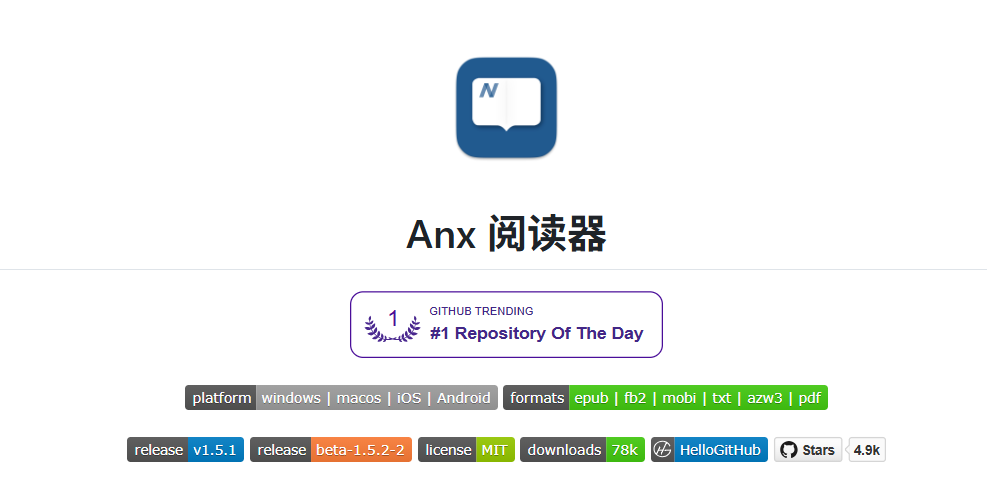 N
Anx 阅读器
1 GITHUB TRENDING
#1 Repository Of The Day
platform windows | macos | iOS | Android formats epub | fb2 | mobi | txt | azw3 | pdf
release v1.5.1 release beta-1.5.2-2 license MIT downloads 78k HelloGitHub Stars 4.9k